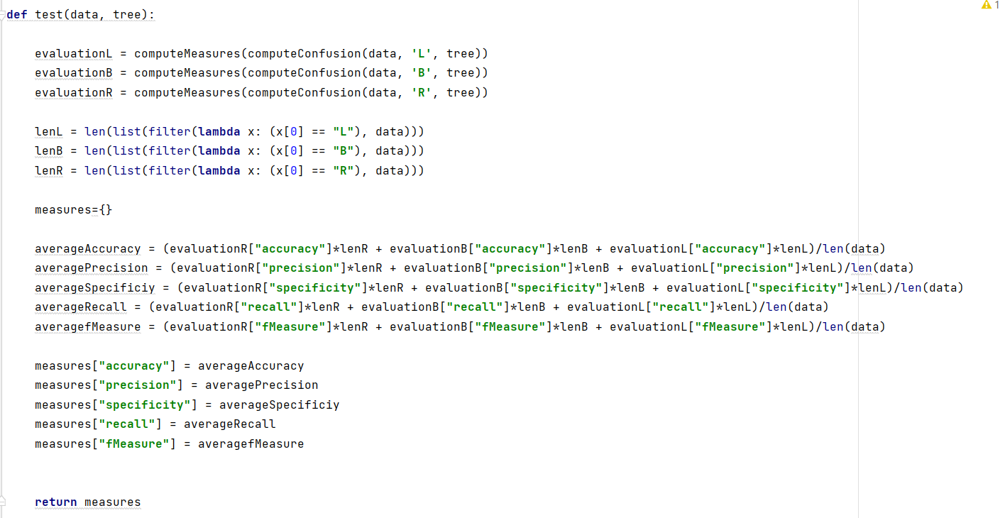 def test(data, tree):
    evaluationL = computeMeasures(computeConfusion(data, 'L', tree))
    evaluationB = computeMeasures(computeConfusion(data, 'B', tree))
    evaluationR = computeMeasures(computeConfusion(data, 'R', tree))
    lenL = len(list(filter(lambda x: (x[0] == "L"), data)))
    lenB = len(list(filter(lambda x: (x[0] == "B"), data)))
    lenR = len(list(filter(lambda x: (x[0] == "R"), data)))
    measures={}
    averageAccuracy = (evaluationR["accuracy"]*lenR + evaluationB["accuracy"]*lenB + evaluationL["accuracy"]*lenL)/len(data)
    averagePrecision = (evaluationR["precision"]*lenR + evaluationB["precision"]*lenB + evaluationL["precision"]*lenL)/len(data)
    averageSpecificiy = (evaluationR["specificity"]*lenR + evaluationB["specificity"]*lenB + evaluationL["specificity"]*lenL)/len(data)
    averageRecall = (evaluationR["recall"]*lenR + evaluationB["recall"]*lenB + evaluationL["recall"]*lenL)/len(data)
    averagefMeasure = (evaluationR["fMeasure"]*lenR + evaluationB["fMeasure"]*lenB + evaluationL["fMeasure"]*lenL)/len(data)
    measures["accuracy"] = averageAccuracy
    measures["precision"] = averagePrecision
    measures["specificity"] = averageSpecificiy
    measures["recall"] = averageRecall
    measures["fMeasure"] = averagefMeasure
    return measures